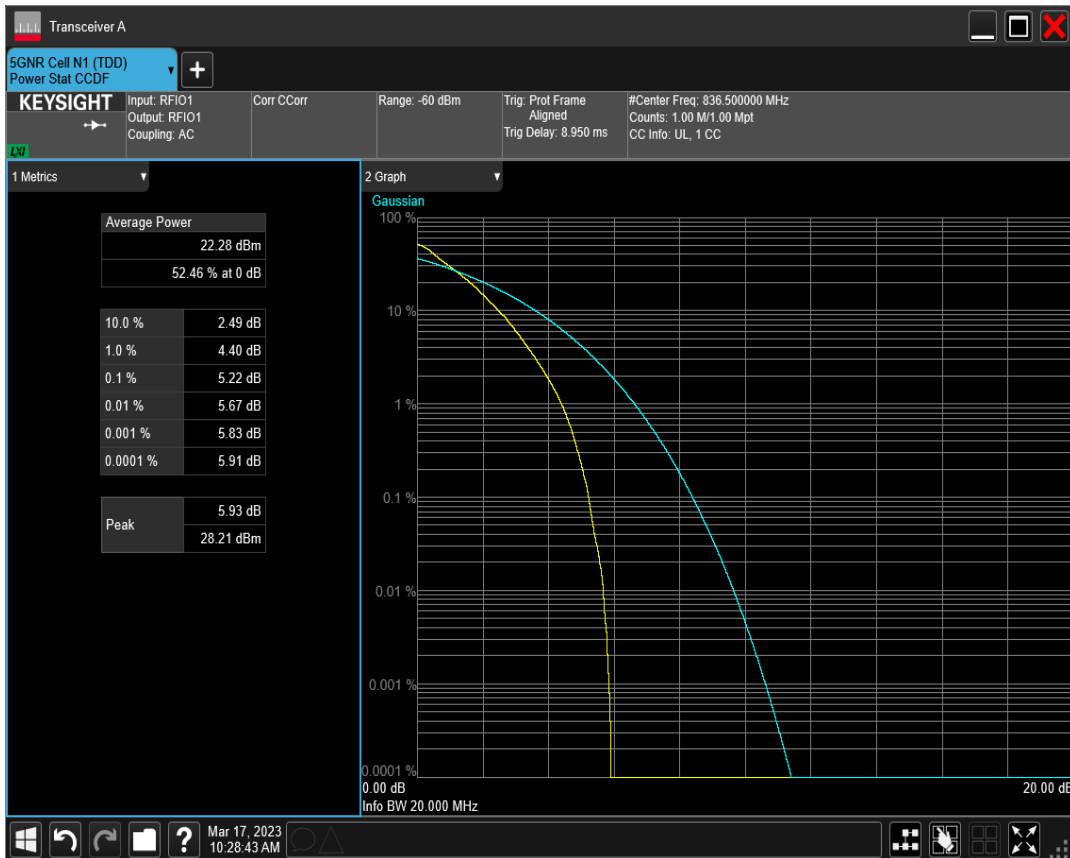 Transceiver A
5GNR Cell N1 (TDD)
Power Stat CCDF
+
KEYSIGHT
LXI
Input: RFIO1
Output: RFIO1
Coupling: AC
Corr CCorr
Range: -60 dBm
Trig: Prot Frame
Aligned
Trig Delay: 8.950 ms
#Center Freq: 836.500000 MHz
Counts: 1.00 M/1.00 Mpt
CC Info: UL, 1 CC
1 Metrics
Average Power
22.28 dBm
52.46 % at 0 dB
10.0 % 2.49 dB
1.0 % 4.40 dB
0.1 % 5.22 dB
0.01 % 5.67 dB
0.001 % 5.83 dB
0.0001 % 5.91 dB
Peak 5.93 dB
28.21 dBm
2 Graph
Gaussian
100 %
10 %
1 %
0.1 %
0.01 %
0.001 %
0.0001 %
0.00 dB 20.00 dB
Info BW 20.000 MHz
?
Mar 17, 2023
10:28:43 AM